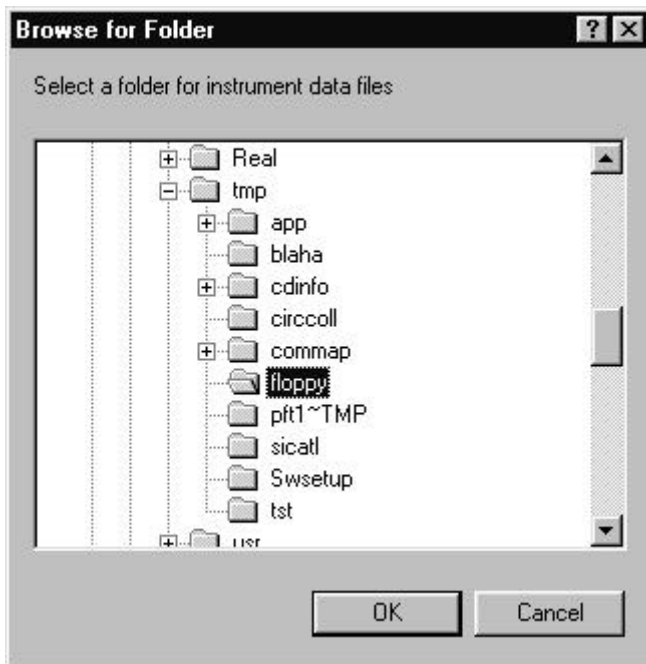 Browse for Folder
Select a folder for instrument data files
Real
tmp
app
blaha
cdinfo
circcoll
commap
floppy
pft1~TMP
sicatl
Swsetup
tst
usr
OK
Cancel